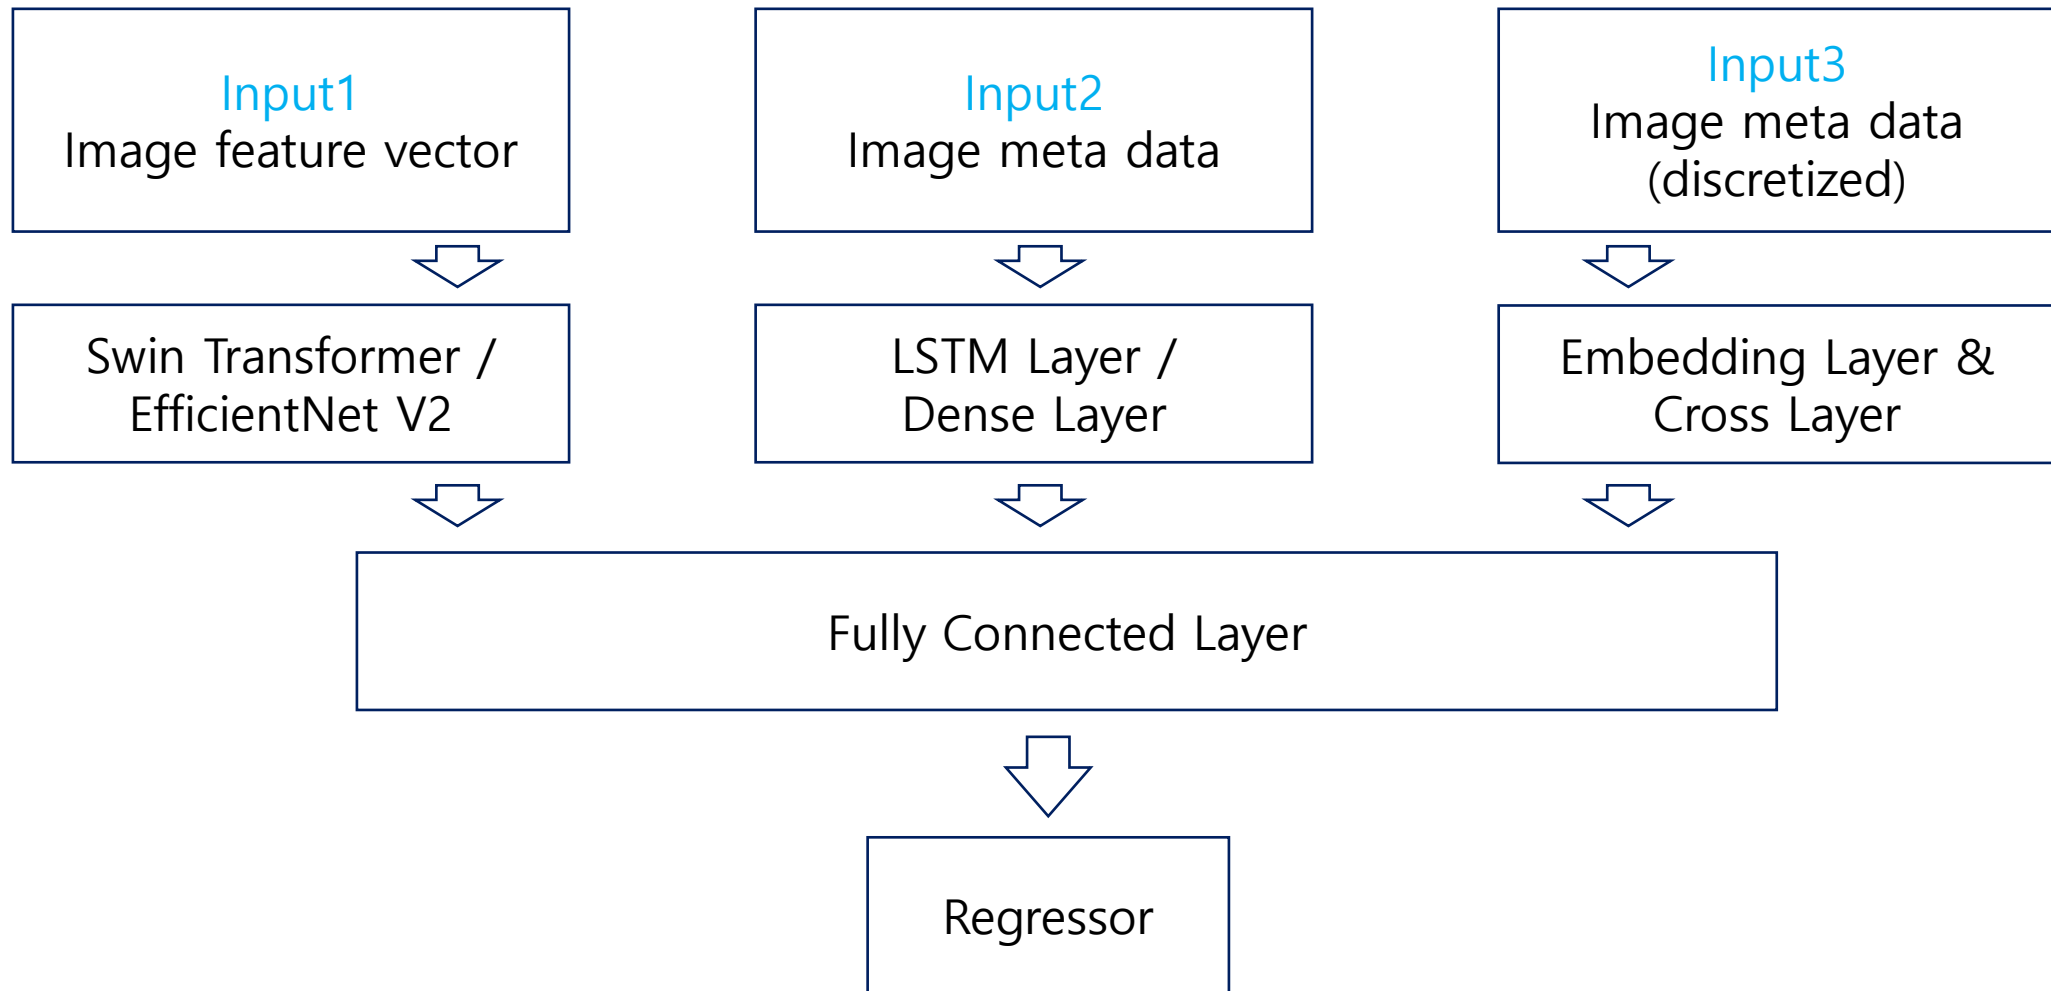 Input1
Image feature vector
Input2
Image meta data
Input3
Image meta data
(discretized)
Swin Transformer /
EfficientNet V2
LSTM Layer /
Dense Layer
Embedding Layer &
Cross Layer
Fully Connected Layer
Regressor